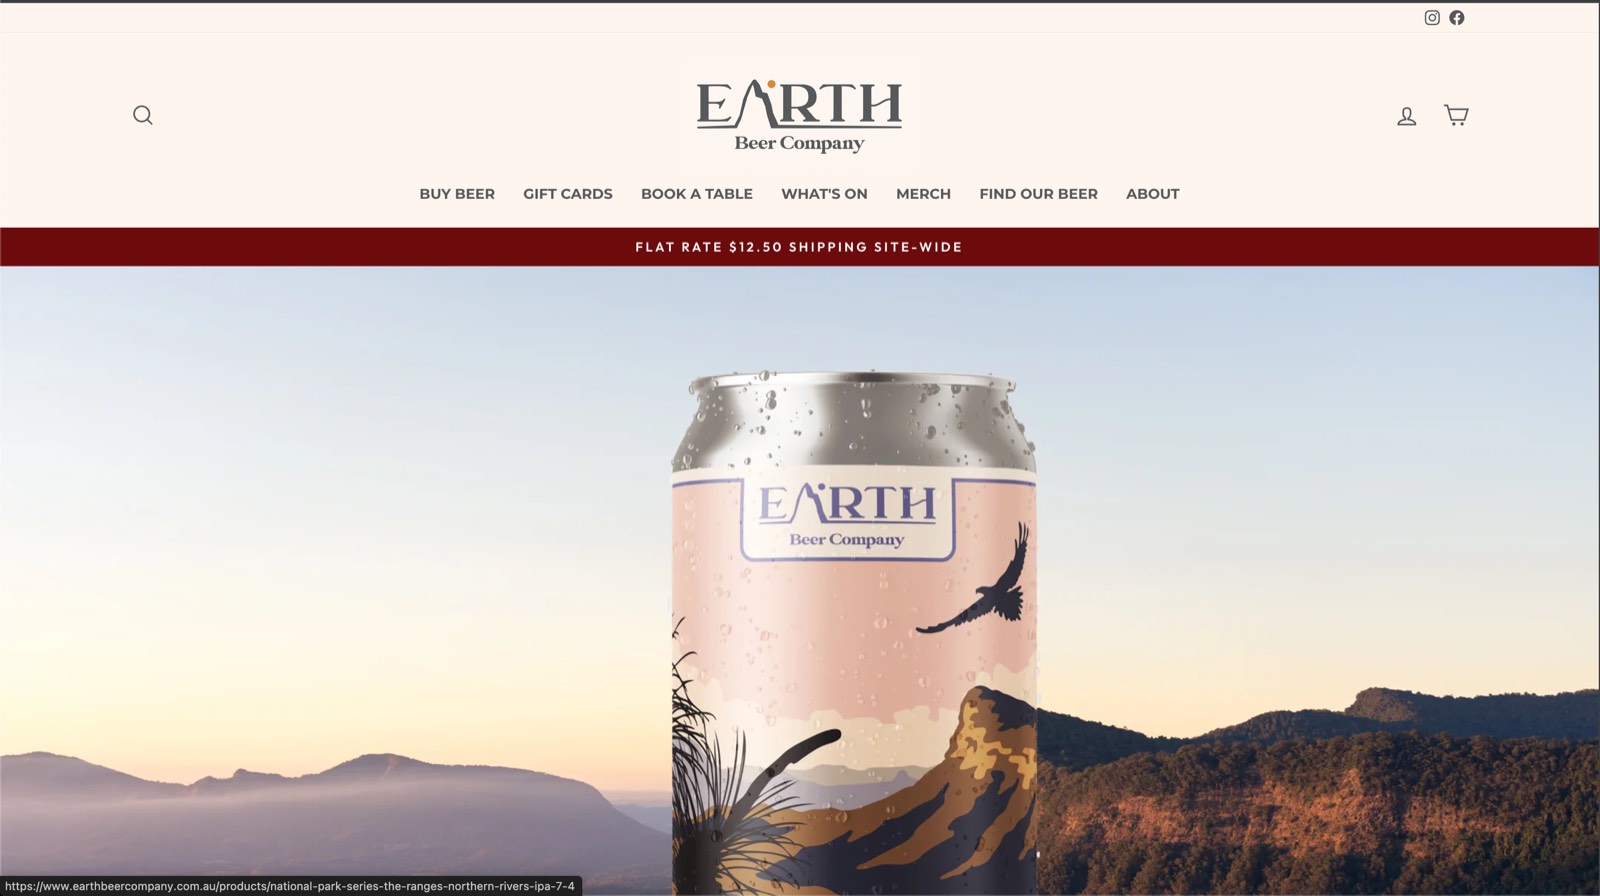 EARTH
Beer Company
BUY BEER GIFT CARDS BOOK A TABLE WHAT'S ON MERCH FIND OUR BEER ABOUT
FLAT RATE $12.50 SHIPPING SITE-WIDE
EARTH
Beer Company
https://www.earthbeercompany.com.au/products/national-park-series-the-ranges-northern-rivers-ipa-7-4